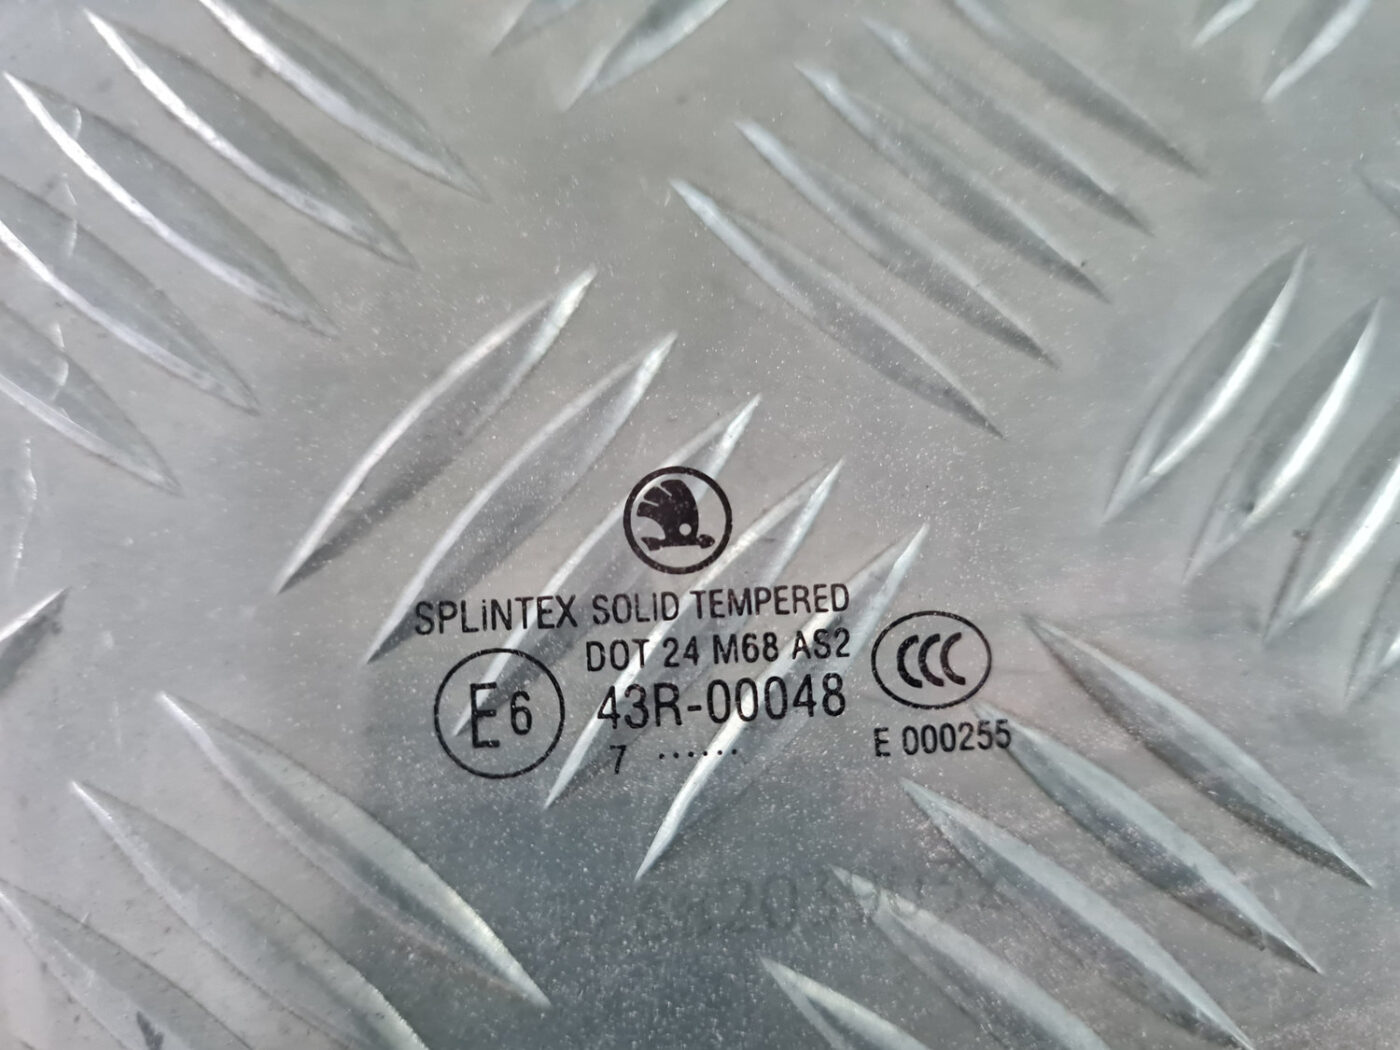 SPLiNTEX SOLID TEMPERED
DOT 24 M68 AS2
CCC
E6 43R-00048
E 000255
7 ......